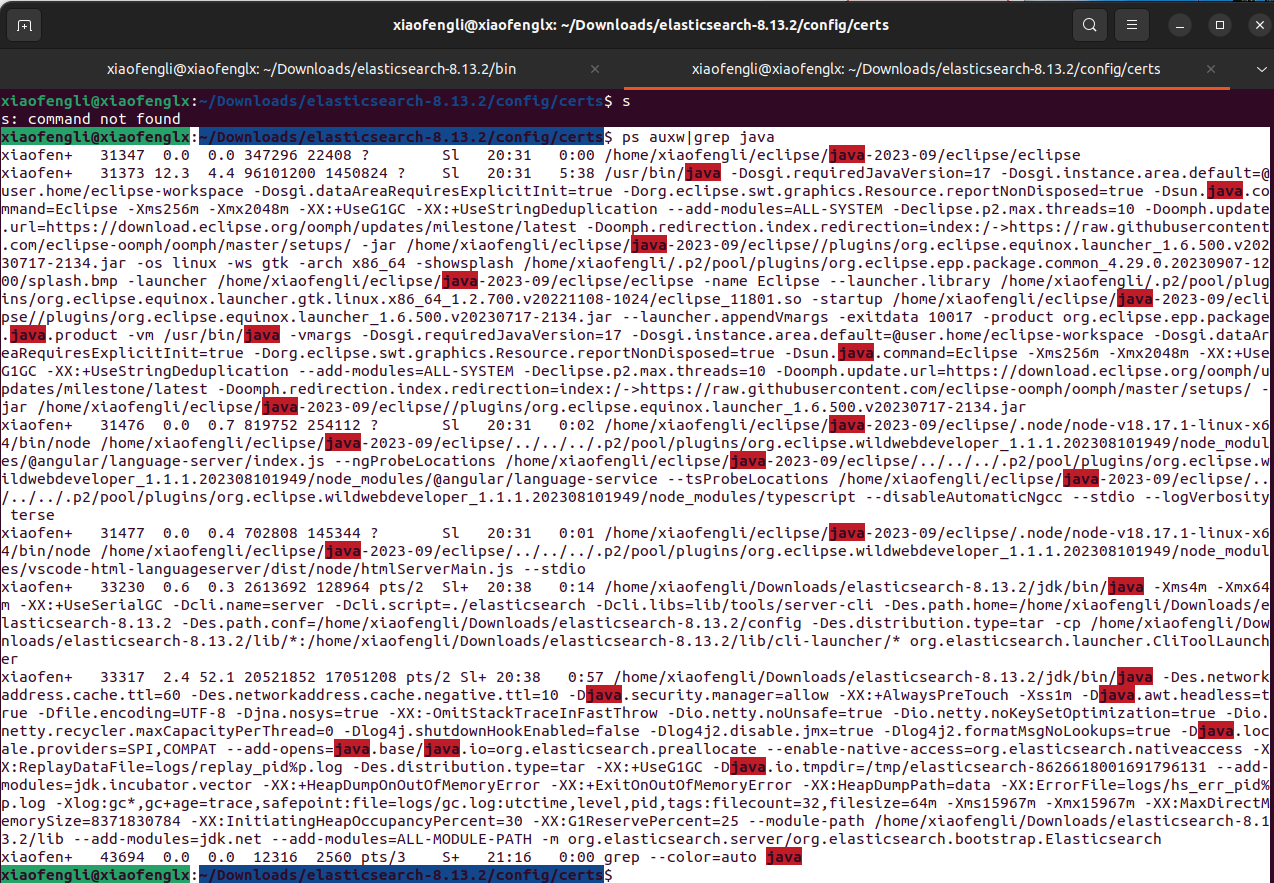 xiaofengli@xiaofenglx: ~/Downloads/elasticsearch-8.13.2/config/certs
xiaofengli@xiaofenglx: ~/Downloads/elasticsearch-8.13.2/bin
xiaofengli@xiaofenglx: ~/Downloads/elasticsearch-8.13.2/config/certs
xiaofengli@xiaofenglx:~/Downloads/elasticsearch-8.13.2/config/certs$ s
s: command not found
xiaofengli@xiaofenglx:~/Downloads/elasticsearch-8.13.2/config/certs$ ps auxw|grep java
xiaofen+   31347  0.0  0.0 347296 22408 ?        Sl   20:31   0:00 /home/xiaofengli/eclipse/java-2023-09/eclipse/eclipse
xiaofen+   31373 12.3  4.4 96101200 1450824 ?    Sl   20:31   5:38 /usr/bin/java -Dosgi.requiredJavaVersion=17 -Dosgi.instance.area.default=@
user.home/eclipse-workspace -Dosgi.dataAreaRequiresExplicitInit=true -Dorg.eclipse.swt.graphics.Resource.reportNonDisposed=true -Dsun.java.co
mmand=Eclipse -Xms256m -Xmx2048m -XX:+UseG1GC -XX:+UseStringDeduplication --add-modules=ALL-SYSTEM -Declipse.p2.max.threads=10 -Doomph.update
.url=https://download.eclipse.org/oomph/updates/milestone/latest -Doomph.redirection.index.redirection=index:/->https://raw.githubusercontent
.com/eclipse-oomph/oomph/master/setups/ -jar /home/xiaofengli/eclipse/java-2023-09/eclipse//plugins/org.eclipse.equinox.launcher_1.6.500.v202
30717-2134.jar -os linux -ws gtk -arch x86_64 -showsplash /home/xiaofengli/.p2/pool/plugins/org.eclipse.epp.package.common_4.29.0.20230907-12
00/splash.bmp -launcher /home/xiaofengli/eclipse/java-2023-09/eclipse/eclipse -name Eclipse --launcher.library /home/xiaofengli/.p2/pool/plug
ins/org.eclipse.equinox.launcher.gtk.linux.x86_64_1.2.700.v20221108-1024/eclipse_11801.so -startup /home/xiaofengli/eclipse/java-2023-09/ecli
pse//plugins/org.eclipse.equinox.launcher_1.6.500.v20230717-2134.jar --launcher.appendVmargs -exitdata 10017 -product org.eclipse.epp.package
.java.product -vm /usr/bin/java -vmargs -Dosgi.requiredJavaVersion=17 -Dosgi.instance.area.default=@user.home/eclipse-workspace -Dosgi.dataAr
eaRequiresExplicitInit=true -Dorg.eclipse.swt.graphics.Resource.reportNonDisposed=true -Dsun.java.command=Eclipse -Xms256m -Xmx2048m -XX:+Use
G1GC -XX:+UseStringDeduplication --add-modules=ALL-SYSTEM -Declipse.p2.max.threads=10 -Doomph.update.url=https://download.eclipse.org/oomph/u
pdates/milestone/latest -Doomph.redirection.index.redirection=index:/->https://raw.githubusercontent.com/eclipse-oomph/oomph/master/setups/ -
jar /home/xiaofengli/eclipse/java-2023-09/eclipse//plugins/org.eclipse.equinox.launcher_1.6.500.v20230717-2134.jar
xiaofen+   31476  0.0  0.7 819752 254112 ?       Sl   20:31   0:02 /home/xiaofengli/eclipse/java-2023-09/eclipse/.node/node-v18.17.1-linux-x6
4/bin/node /home/xiaofengli/eclipse/java-2023-09/eclipse/../../../.p2/pool/plugins/org.eclipse.wildwebdeveloper_1.1.1.202308101949/node_modul
es/@angular/language-server/index.js --ngProbeLocations /home/xiaofengli/eclipse/java-2023-09/eclipse/../../../.p2/pool/plugins/org.eclipse.w
ildwebdeveloper_1.1.1.202308101949/node_modules/@angular/language-service --tsProbeLocations /home/xiaofengli/eclipse/java-2023-09/eclipse/..
/../../.p2/pool/plugins/org.eclipse.wildwebdeveloper_1.1.1.202308101949/node_modules/typescript --disableAutomaticNgcc --stdio --logVerbosity
 terse
xiaofen+   31477  0.0  0.4 702808 145344 ?       Sl   20:31   0:01 /home/xiaofengli/eclipse/java-2023-09/eclipse/.node/node-v18.17.1-linux-x6
4/bin/node /home/xiaofengli/eclipse/java-2023-09/eclipse/../../../.p2/pool/plugins/org.eclipse.wildwebdeveloper_1.1.1.202308101949/node_modul
es/vscode-html-languageserver/dist/node/htmlServerMain.js --stdio
xiaofen+   33230  0.6  0.3 2613692 128964 pts/2  Sl+  20:38   0:14 /home/xiaofengli/Downloads/elasticsearch-8.13.2/jdk/bin/java -Xms4m -Xmx64
m -XX:+UseSerialGC -Dcli.name=server -Dcli.script=./elasticsearch -Dcli.libs=lib/tools/server-cli -Des.path.home=/home/xiaofengli/Downloads/e
lasticsearch-8.13.2 -Des.path.conf=/home/xiaofengli/Downloads/elasticsearch-8.13.2/config -Des.distribution.type=tar -cp /home/xiaofengli/Dow
nloads/elasticsearch-8.13.2/lib/*:/home/xiaofengli/Downloads/elasticsearch-8.13.2/lib/cli-launcher/* org.elasticsearch.launcher.CliToolLaunch
er
xiaofen+   33317  2.4 52.1 20521852 17051208 pts/2 Sl+ 20:38   0:57 /home/xiaofengli/Downloads/elasticsearch-8.13.2/jdk/bin/java -Des.network
address.cache.ttl=60 -Des.networkaddress.cache.negative.ttl=10 -Djava.security.manager=allow -XX:+AlwaysPreTouch -Xss1m -Djava.awt.headless=t
rue -Dfile.encoding=UTF-8 -Djna.nosys=true -XX:-OmitStackTraceInFastThrow -Dio.netty.noUnsafe=true -Dio.netty.noKeySetOptimization=true -Dio.
netty.recycler.maxCapacityPerThread=0 -Dlog4j.shutdownHookEnabled=false -Dlog4j2.disable.jmx=true -Dlog4j2.formatMsgNoLookups=true -Djava.loc
ale.providers=SPI,COMPAT --add-opens=java.base/java.io=org.elasticsearch.preallocate --enable-native-access=org.elasticsearch.nativeaccess -X
X:ReplayDataFile=logs/replay_pid%p.log -Des.distribution.type=tar -XX:+UseG1GC -Djava.io.tmpdir=/tmp/elasticsearch-8626618001691796131 --add-
modules=jdk.incubator.vector -XX:+HeapDumpOnOutOfMemoryError -XX:+ExitOnOutOfMemoryError -XX:HeapDumpPath=data -XX:ErrorFile=logs/hs_err_pid%
p.log -Xlog:gc*,gc+age=trace,safepoint:file=logs/gc.log:utctime,level,pid,tags:filecount=32,filesize=64m -Xms15967m -Xmx15967m -XX:MaxDirectM
emorySize=8371830784 -XX:InitiatingHeapOccupancyPercent=30 -XX:G1ReservePercent=25 --module-path /home/xiaofengli/Downloads/elasticsearch-8.1
3.2/lib --add-modules=jdk.net --add-modules=ALL-MODULE-PATH -m org.elasticsearch.server/org.elasticsearch.bootstrap.Elasticsearch
xiaofen+   43694  0.0  0.0  12316  2560 pts/3    S+   21:16   0:00 grep --color=auto java
xiaofengli@xiaofenglx:~/Downloads/elasticsearch-8.13.2/config/certs$